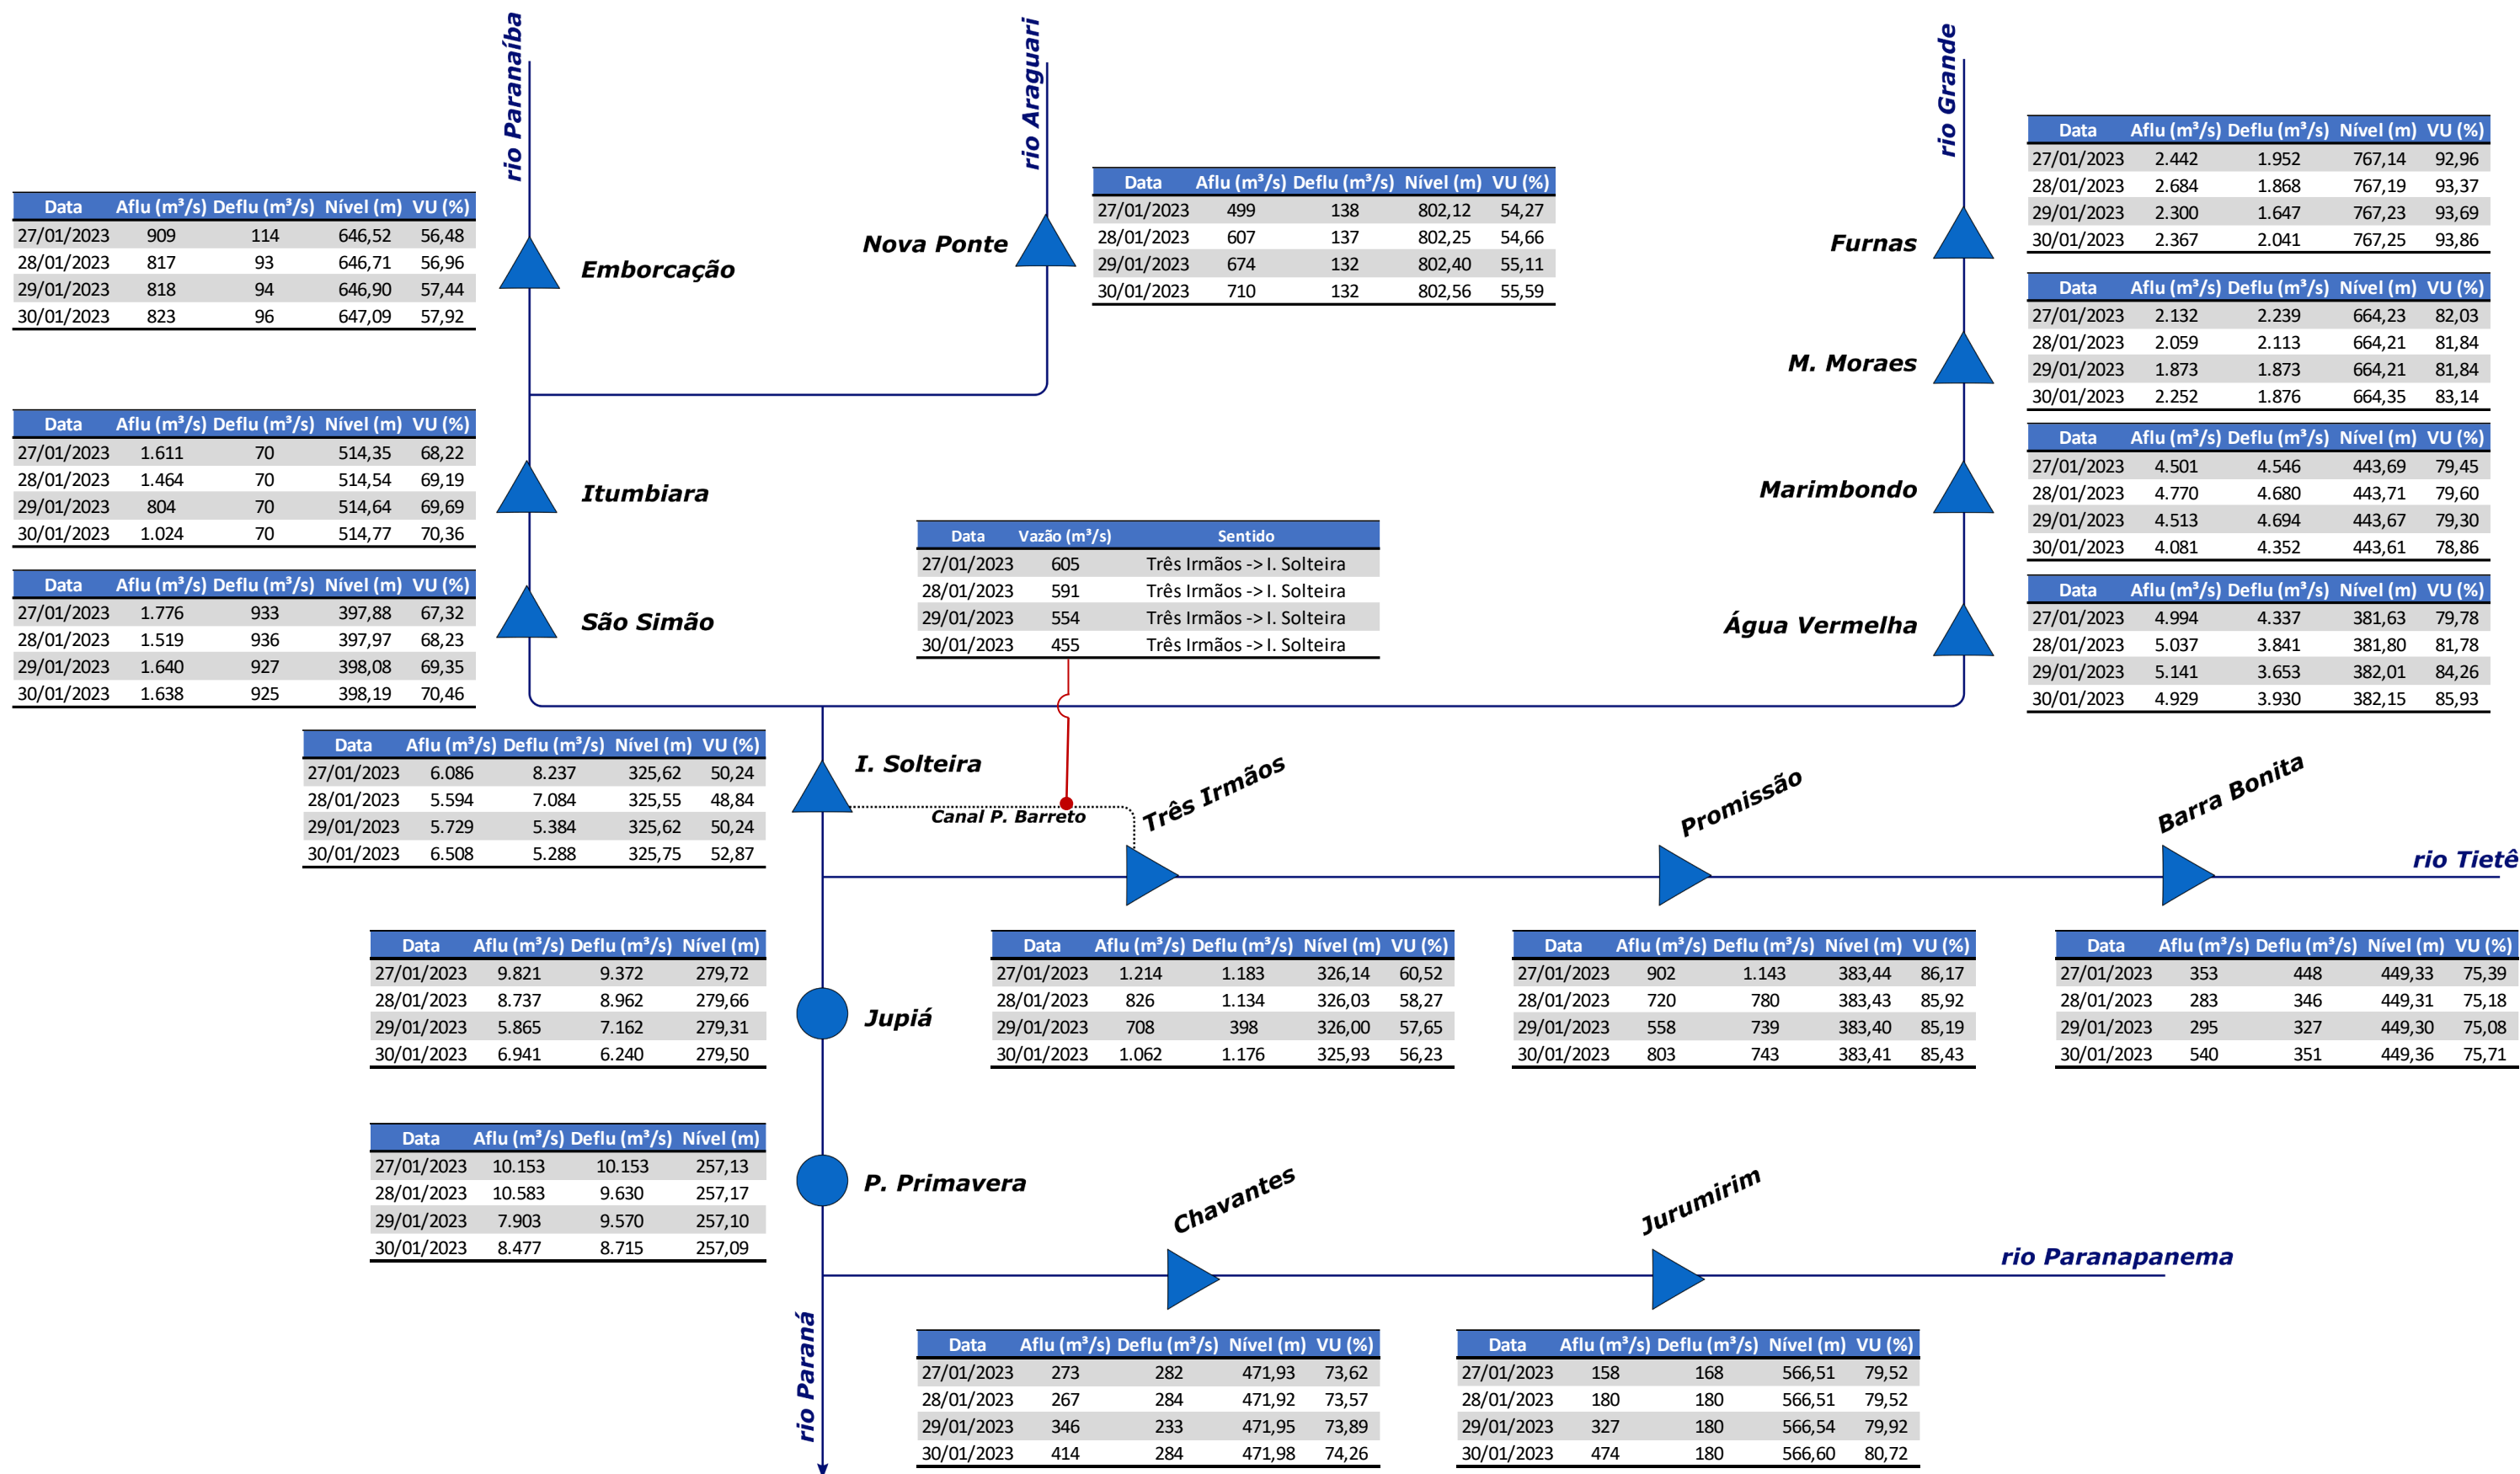 rio Paranaíba
rio Araguari
rio Grande
Data Aflu (m³/s) Deflu (m³/s) Nível (m) VU (%)
27/01/2023 909 114 646,52 56,48
28/01/2023 817 93 646,71 56,96
29/01/2023 818 94 646,90 57,44
30/01/2023 823 96 647,09 57,92
Emborcação
Nova Ponte
Data Aflu (m³/s) Deflu (m³/s) Nível (m) VU (%)
27/01/2023 499 138 802,12 54,27
28/01/2023 607 137 802,25 54,66
29/01/2023 674 132 802,40 55,11
30/01/2023 710 132 802,56 55,59
Furnas
Data Aflu (m³/s) Deflu (m³/s) Nível (m) VU (%)
27/01/2023 2.442 1.952 767,14 92,96
28/01/2023 2.684 1.868 767,19 93,37
29/01/2023 2.300 1.647 767,23 93,69
30/01/2023 2.367 2.041 767,25 93,86
M. Moraes
Data Aflu (m³/s) Deflu (m³/s) Nível (m) VU (%)
27/01/2023 2.132 2.239 664,23 82,03
28/01/2023 2.059 2.113 664,21 81,84
29/01/2023 1.873 1.873 664,21 81,84
30/01/2023 2.252 1.876 664,35 83,14
Data Aflu (m³/s) Deflu (m³/s) Nível (m) VU (%)
27/01/2023 1.611 70 514,35 68,22
28/01/2023 1.464 70 514,54 69,19
29/01/2023 804 70 514,64 69,69
30/01/2023 1.024 70 514,77 70,36
Itumbiara
Marimbondo
Data Aflu (m³/s) Deflu (m³/s) Nível (m) VU (%)
27/01/2023 4.501 4.546 443,69 79,45
28/01/2023 4.770 4.680 443,71 79,60
29/01/2023 4.513 4.694 443,67 79,30
30/01/2023 4.081 4.352 443,61 78,86
Data Aflu (m³/s) Deflu (m³/s) Nível (m) VU (%)
27/01/2023 1.776 933 397,88 67,32
28/01/2023 1.519 936 397,97 68,23
29/01/2023 1.640 927 398,08 69,35
30/01/2023 1.638 925 398,19 70,46
São Simão
Data Vazão (m³/s) Sentido
27/01/2023 605 Três Irmãos -> I. Solteira
28/01/2023 591 Três Irmãos -> I. Solteira
29/01/2023 554 Três Irmãos -> I. Solteira
30/01/2023 455 Três Irmãos -> I. Solteira
Água Vermelha
Data Aflu (m³/s) Deflu (m³/s) Nível (m) VU (%)
27/01/2023 4.994 4.337 381,63 79,78
28/01/2023 5.037 3.841 381,80 81,78
29/01/2023 5.141 3.653 382,01 84,26
30/01/2023 4.929 3.930 382,15 85,93
Data Aflu (m³/s) Deflu (m³/s) Nível (m) VU (%)
27/01/2023 6.086 8.237 325,62 50,24
28/01/2023 5.594 7.084 325,55 48,84
29/01/2023 5.729 5.384 325,62 50,24
30/01/2023 6.508 5.288 325,75 52,87
I. Solteira
Canal P. Barreto
Três Irmãos
Promissão
Barra Bonita
rio Tietê
Data Aflu (m³/s) Deflu (m³/s) Nível (m)
27/01/2023 9.821 9.372 279,72
28/01/2023 8.737 8.962 279,66
29/01/2023 5.865 7.162 279,31
30/01/2023 6.941 6.240 279,50
Jupiá
Data Aflu (m³/s) Deflu (m³/s) Nível (m) VU (%)
27/01/2023 1.214 1.183 326,14 60,52
28/01/2023 826 1.134 326,03 58,27
29/01/2023 708 398 326,00 57,65
30/01/2023 1.062 1.176 325,93 56,23
Data Aflu (m³/s) Deflu (m³/s) Nível (m) VU (%)
27/01/2023 902 1.143 383,44 86,17
28/01/2023 720 780 383,43 85,92
29/01/2023 558 739 383,40 85,19
30/01/2023 803 743 383,41 85,43
Data Aflu (m³/s) Deflu (m³/s) Nível (m) VU (%)
27/01/2023 353 448 449,33 75,39
28/01/2023 283 346 449,31 75,18
29/01/2023 295 327 449,30 75,08
30/01/2023 540 351 449,36 75,71
Data Aflu (m³/s) Deflu (m³/s) Nível (m)
27/01/2023 10.153 10.153 257,13
28/01/2023 10.583 9.630 257,17
29/01/2023 7.903 9.570 257,10
30/01/2023 8.477 8.715 257,09
P. Primavera
Chavantes
Jurumirim
rio Paranapanema
rio Paraná
Data Aflu (m³/s) Deflu (m³/s) Nível (m) VU (%)
27/01/2023 273 282 471,93 73,62
28/01/2023 267 284 471,92 73,57
29/01/2023 346 233 471,95 73,89
30/01/2023 414 284 471,98 74,26
Data Aflu (m³/s) Deflu (m³/s) Nível (m) VU (%)
27/01/2023 158 168 566,51 79,52
28/01/2023 180 180 566,51 79,52
29/01/2023 327 180 566,54 79,92
30/01/2023 474 180 566,60 80,72